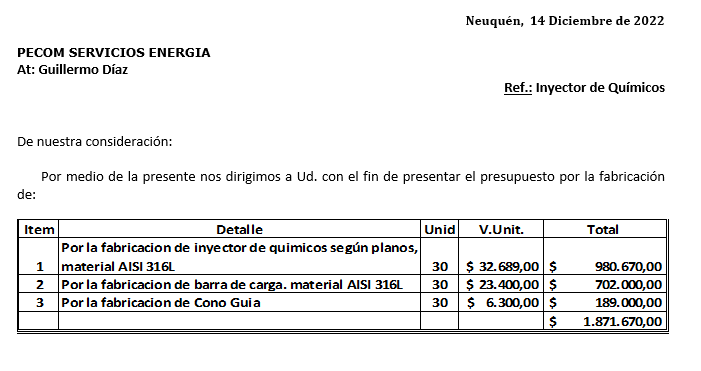 Neuquén, 14 Diciembre de 2022
PECOM SERVICIOS ENERGIA
At: Guillermo Díaz
Ref.: Inyector de Químicos
De nuestra consideración:
Por medio de la presente nos dirigimos a Ud. con el fin de presentar el presupuesto por la fabricación
de:
Item Detalle Unid V.Unit. Total
Por la fabricacion de inyector de quimicos según planos,
1 material AISI 316L 30 $ 32.689,00 $ 980.670,00
2 Por la fabricacion de barra de carga. material AISI 316L 30 $ 23.400,00 $ 702.000,00
3 Por la fabricacion de Cono Guia 30 $ 6.300,00 $ 189.000,00
$ 1.871.670,00